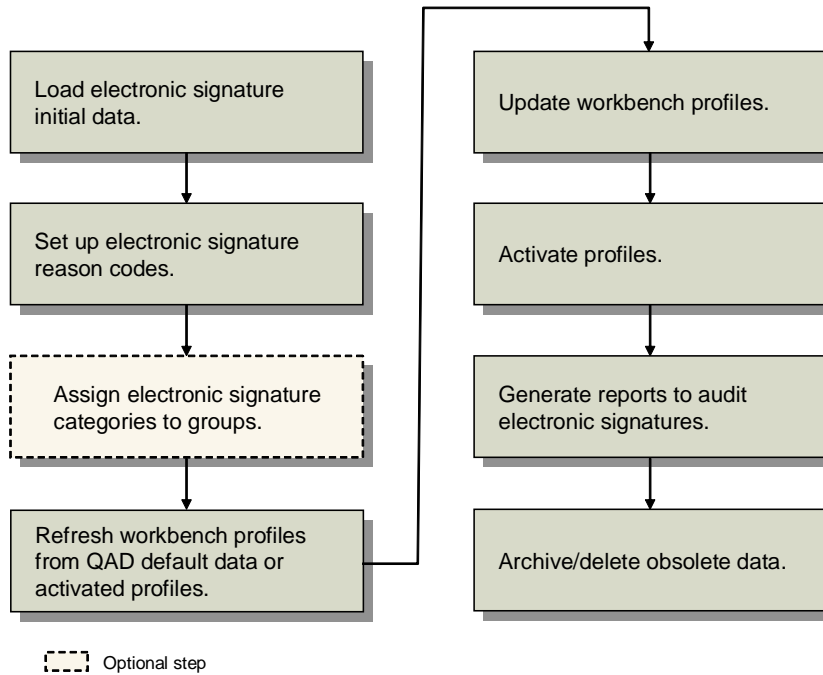 Load electronic signature
initial data.
Set up electronic signature
reason codes.
Assign electronic signature
categories to groups.
Refresh workbench profiles
from QAD default data or
activated profiles.
Update workbench profiles.
Activate profiles.
Generate reports to audit
electronic signatures.
Archive/delete obsolete data.
Optional step